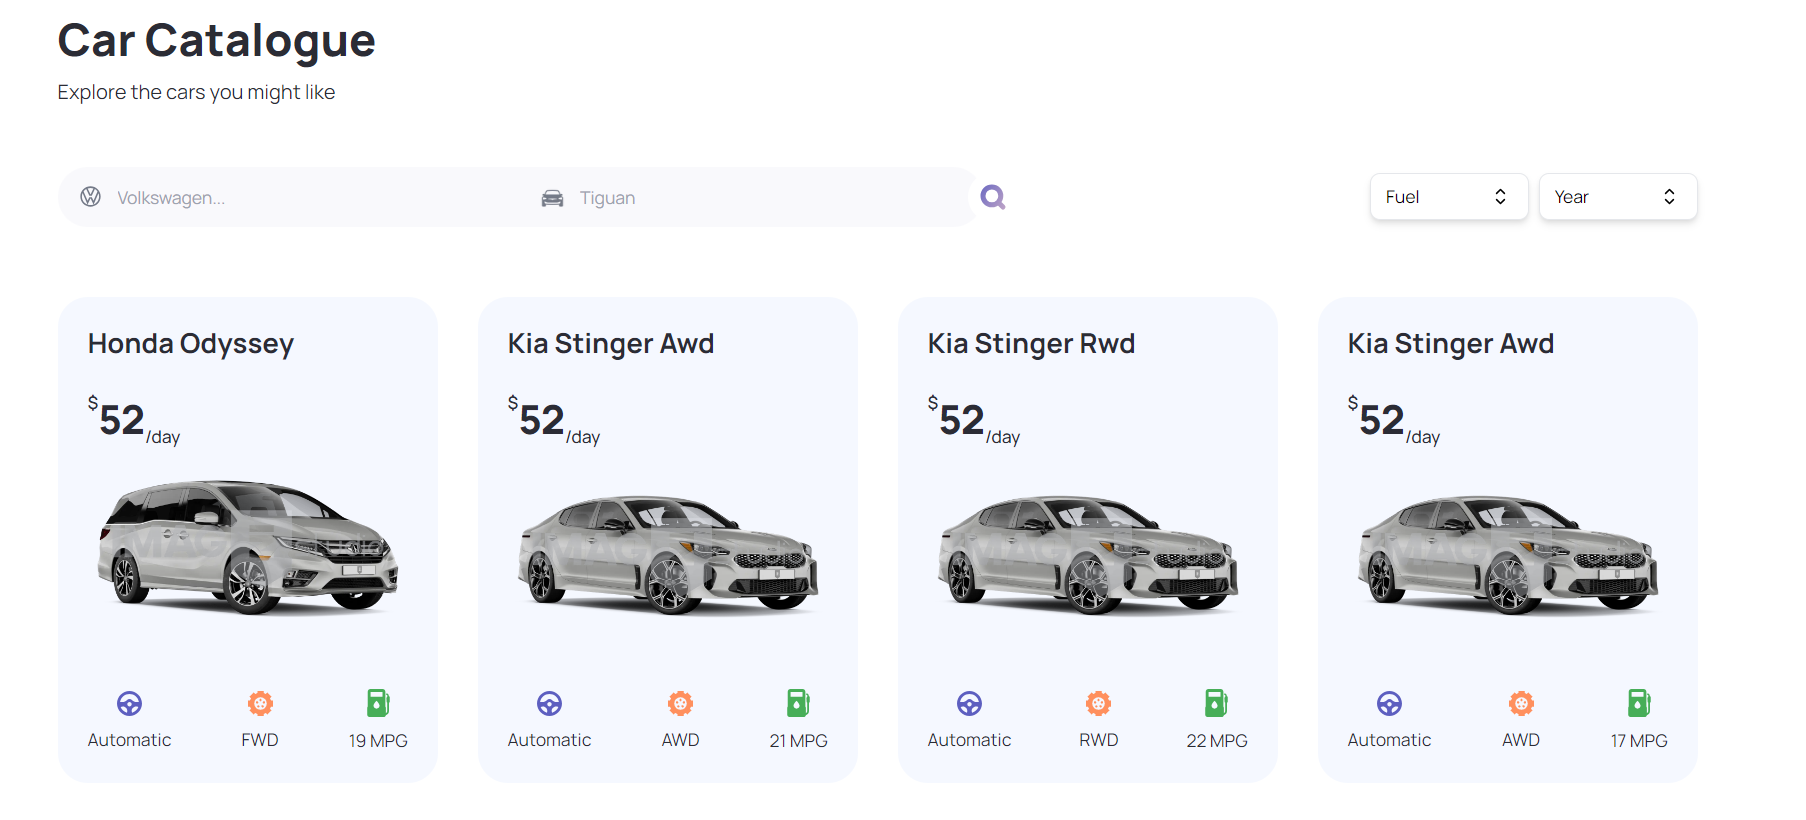 Car Catalogue
Explore the cars you might like
Volkswagen... Tiguan Fuel Year
Honda Odyssey
$52/day
Automatic FWD 19 MPG
Kia Stinger Awd
$52/day
Automatic AWD 21 MPG
Kia Stinger Rwd
$52/day
Automatic RWD 22 MPG
Kia Stinger Awd
$52/day
Automatic AWD 17 MPG